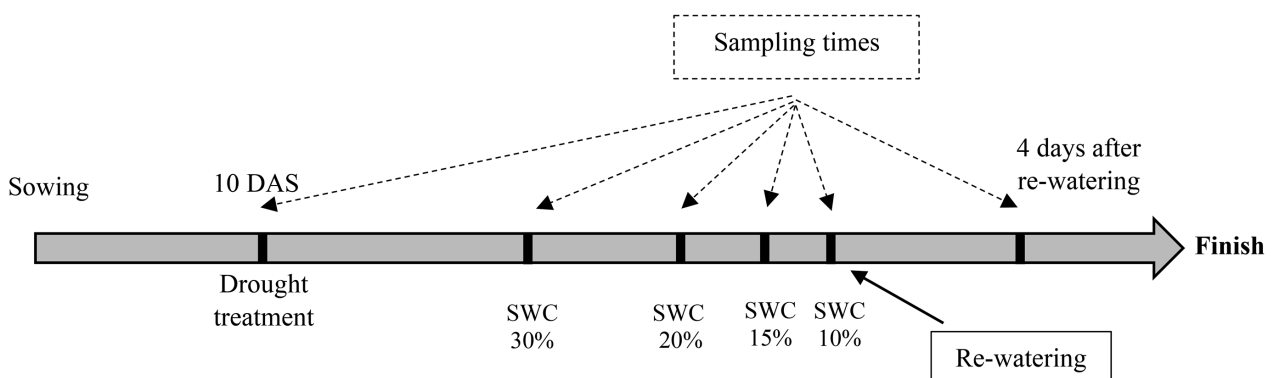 Sampling times
4 days after
re-watering
Sowing
10 DAS
Finish
Drought
treatment
SWC
30%
SWC
20%
SWC
15%
SWC
10%
Re-watering